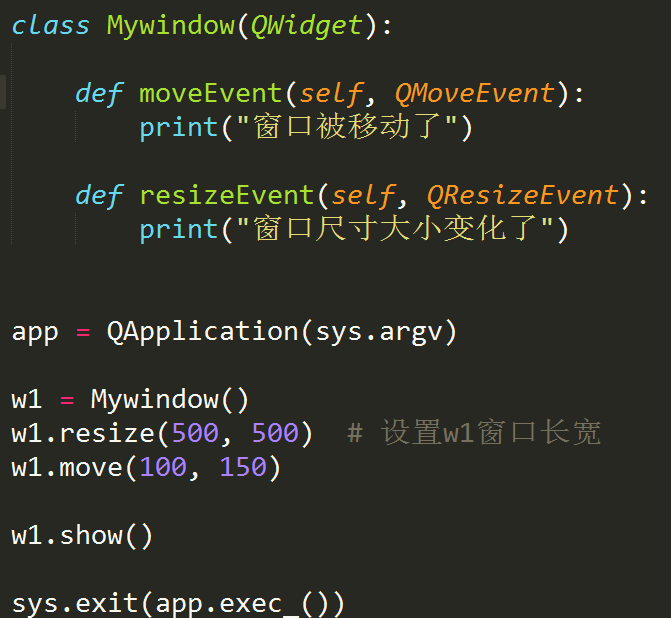 class Mywindow(QWidget):
def moveEvent(self, QMoveEvent):
print("窗口被移动了")
def resizeEvent(self, QResizeEvent):
print("窗口尺寸大小变化了")
app = QApplication(sys.argv)
w1 = Mywindow()
w1.resize(500, 500)  # 设置w1窗口长宽
w1.move(100, 150)
w1.show()
sys.exit(app.exec_())